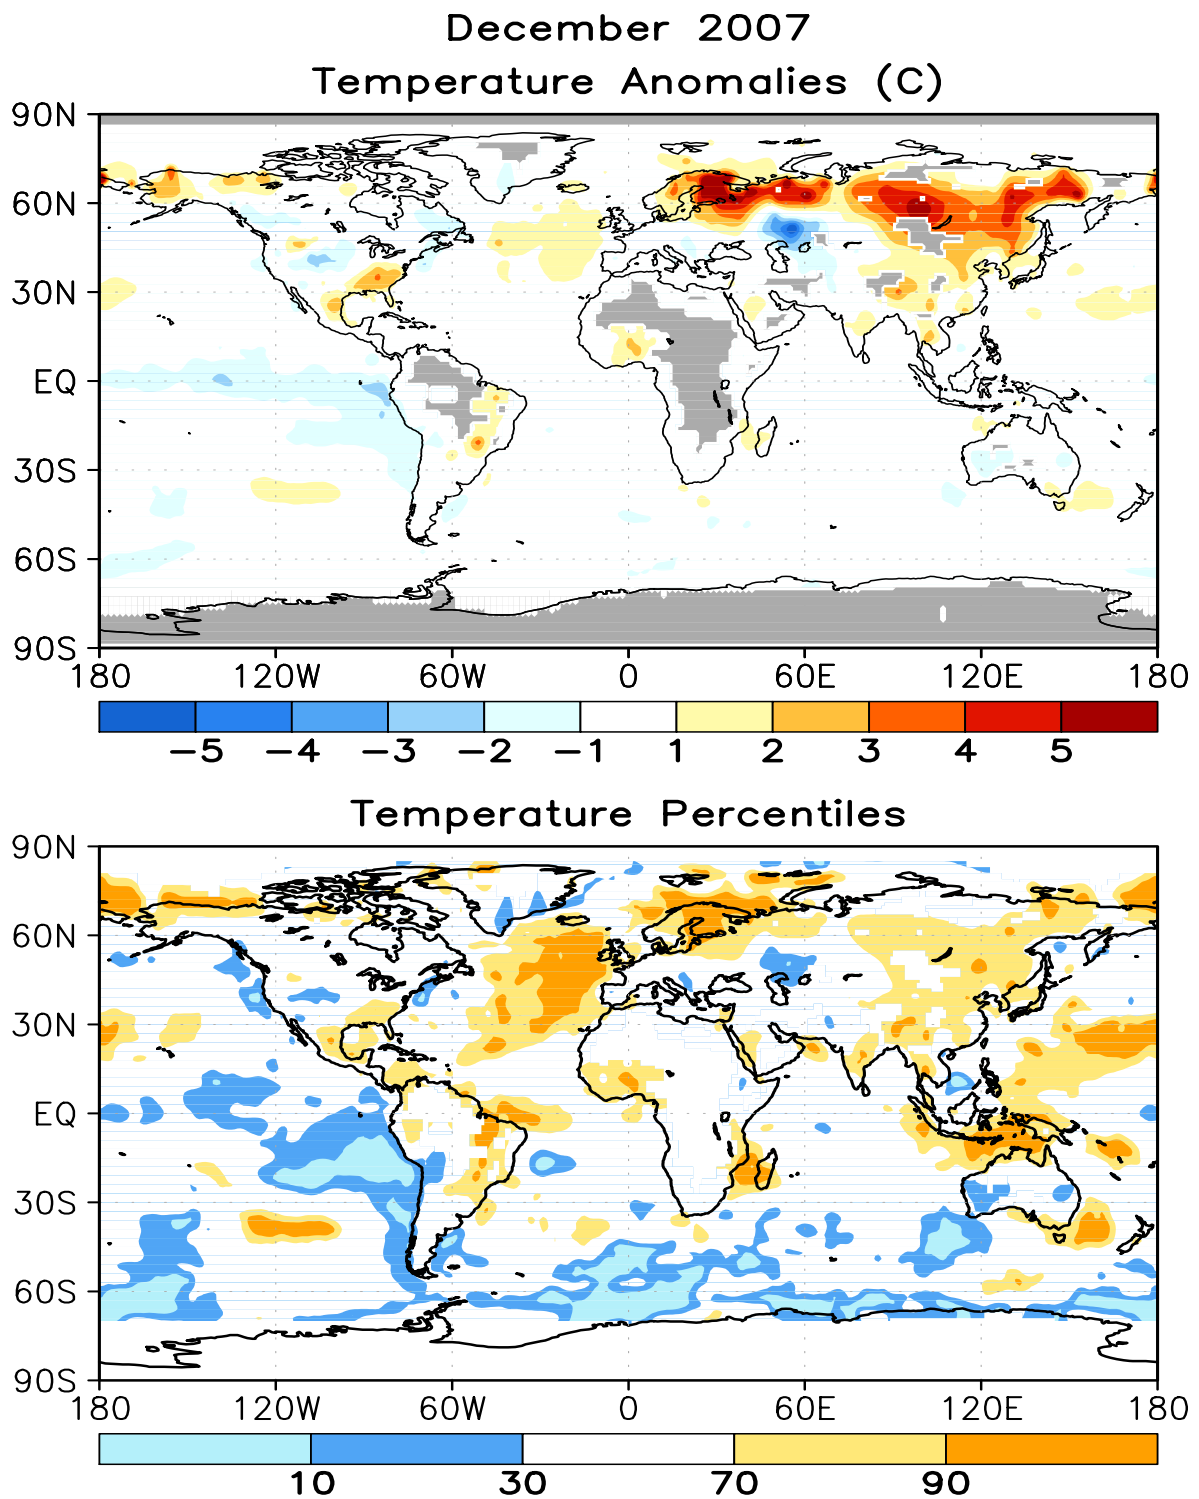 December 2007
Temperature Anomalies (C)
90N
60N
30N
EQ
30S
60S
90S
180 120W 60W 0 60E 120E 180
-5 -4 -3 -2 -1 1 2 3 4 5
Temperature Percentiles
90N
60N
30N
EQ
30S
60S
90S
180 120W 60W 0 60E 120E 180
10 30 70 90